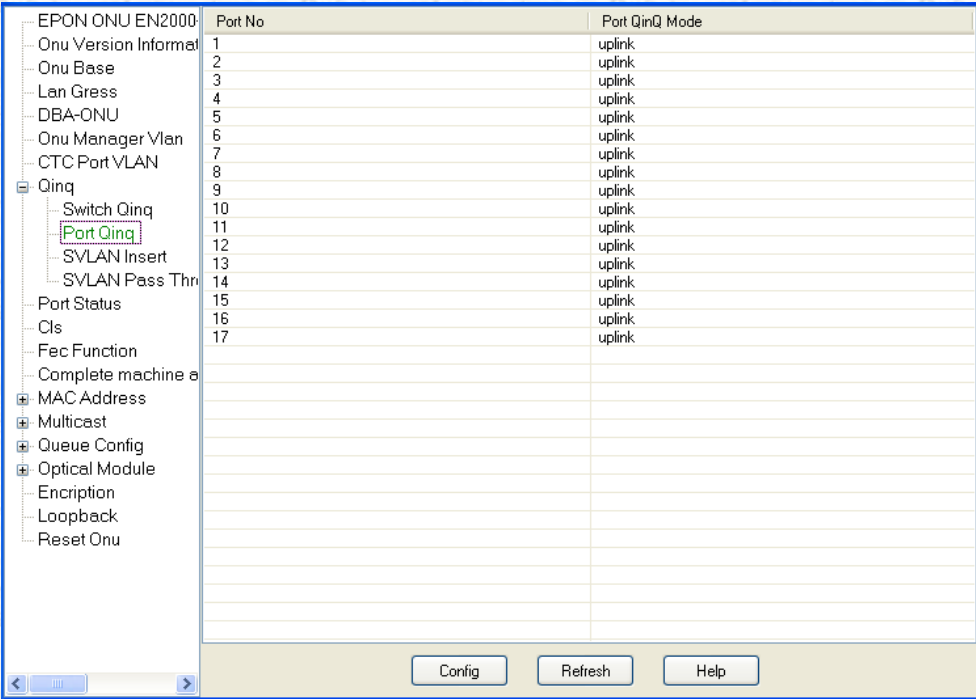 EPON ONU EN2000-
Onu Version Informat
Onu Base
Lan Gress
DBA-ONU
Onu Manager Vlan
CTC Port VLAN
Qinq
Switch Qinq
Port Qinq
SVLAN Insert
SVLAN Pass Thr
Port Status
Cls
Fec Function
Complete machine a
MAC Address
Multicast
Queue Config
Optical Module
Encription
Loopback
Reset Onu
Port No Port QinQ Mode
1 uplink
2 uplink
3 uplink
4 uplink
5 uplink
6 uplink
7 uplink
8 uplink
9 uplink
10 uplink
11 uplink
12 uplink
13 uplink
14 uplink
15 uplink
16 uplink
17 uplink
Config Refresh Help